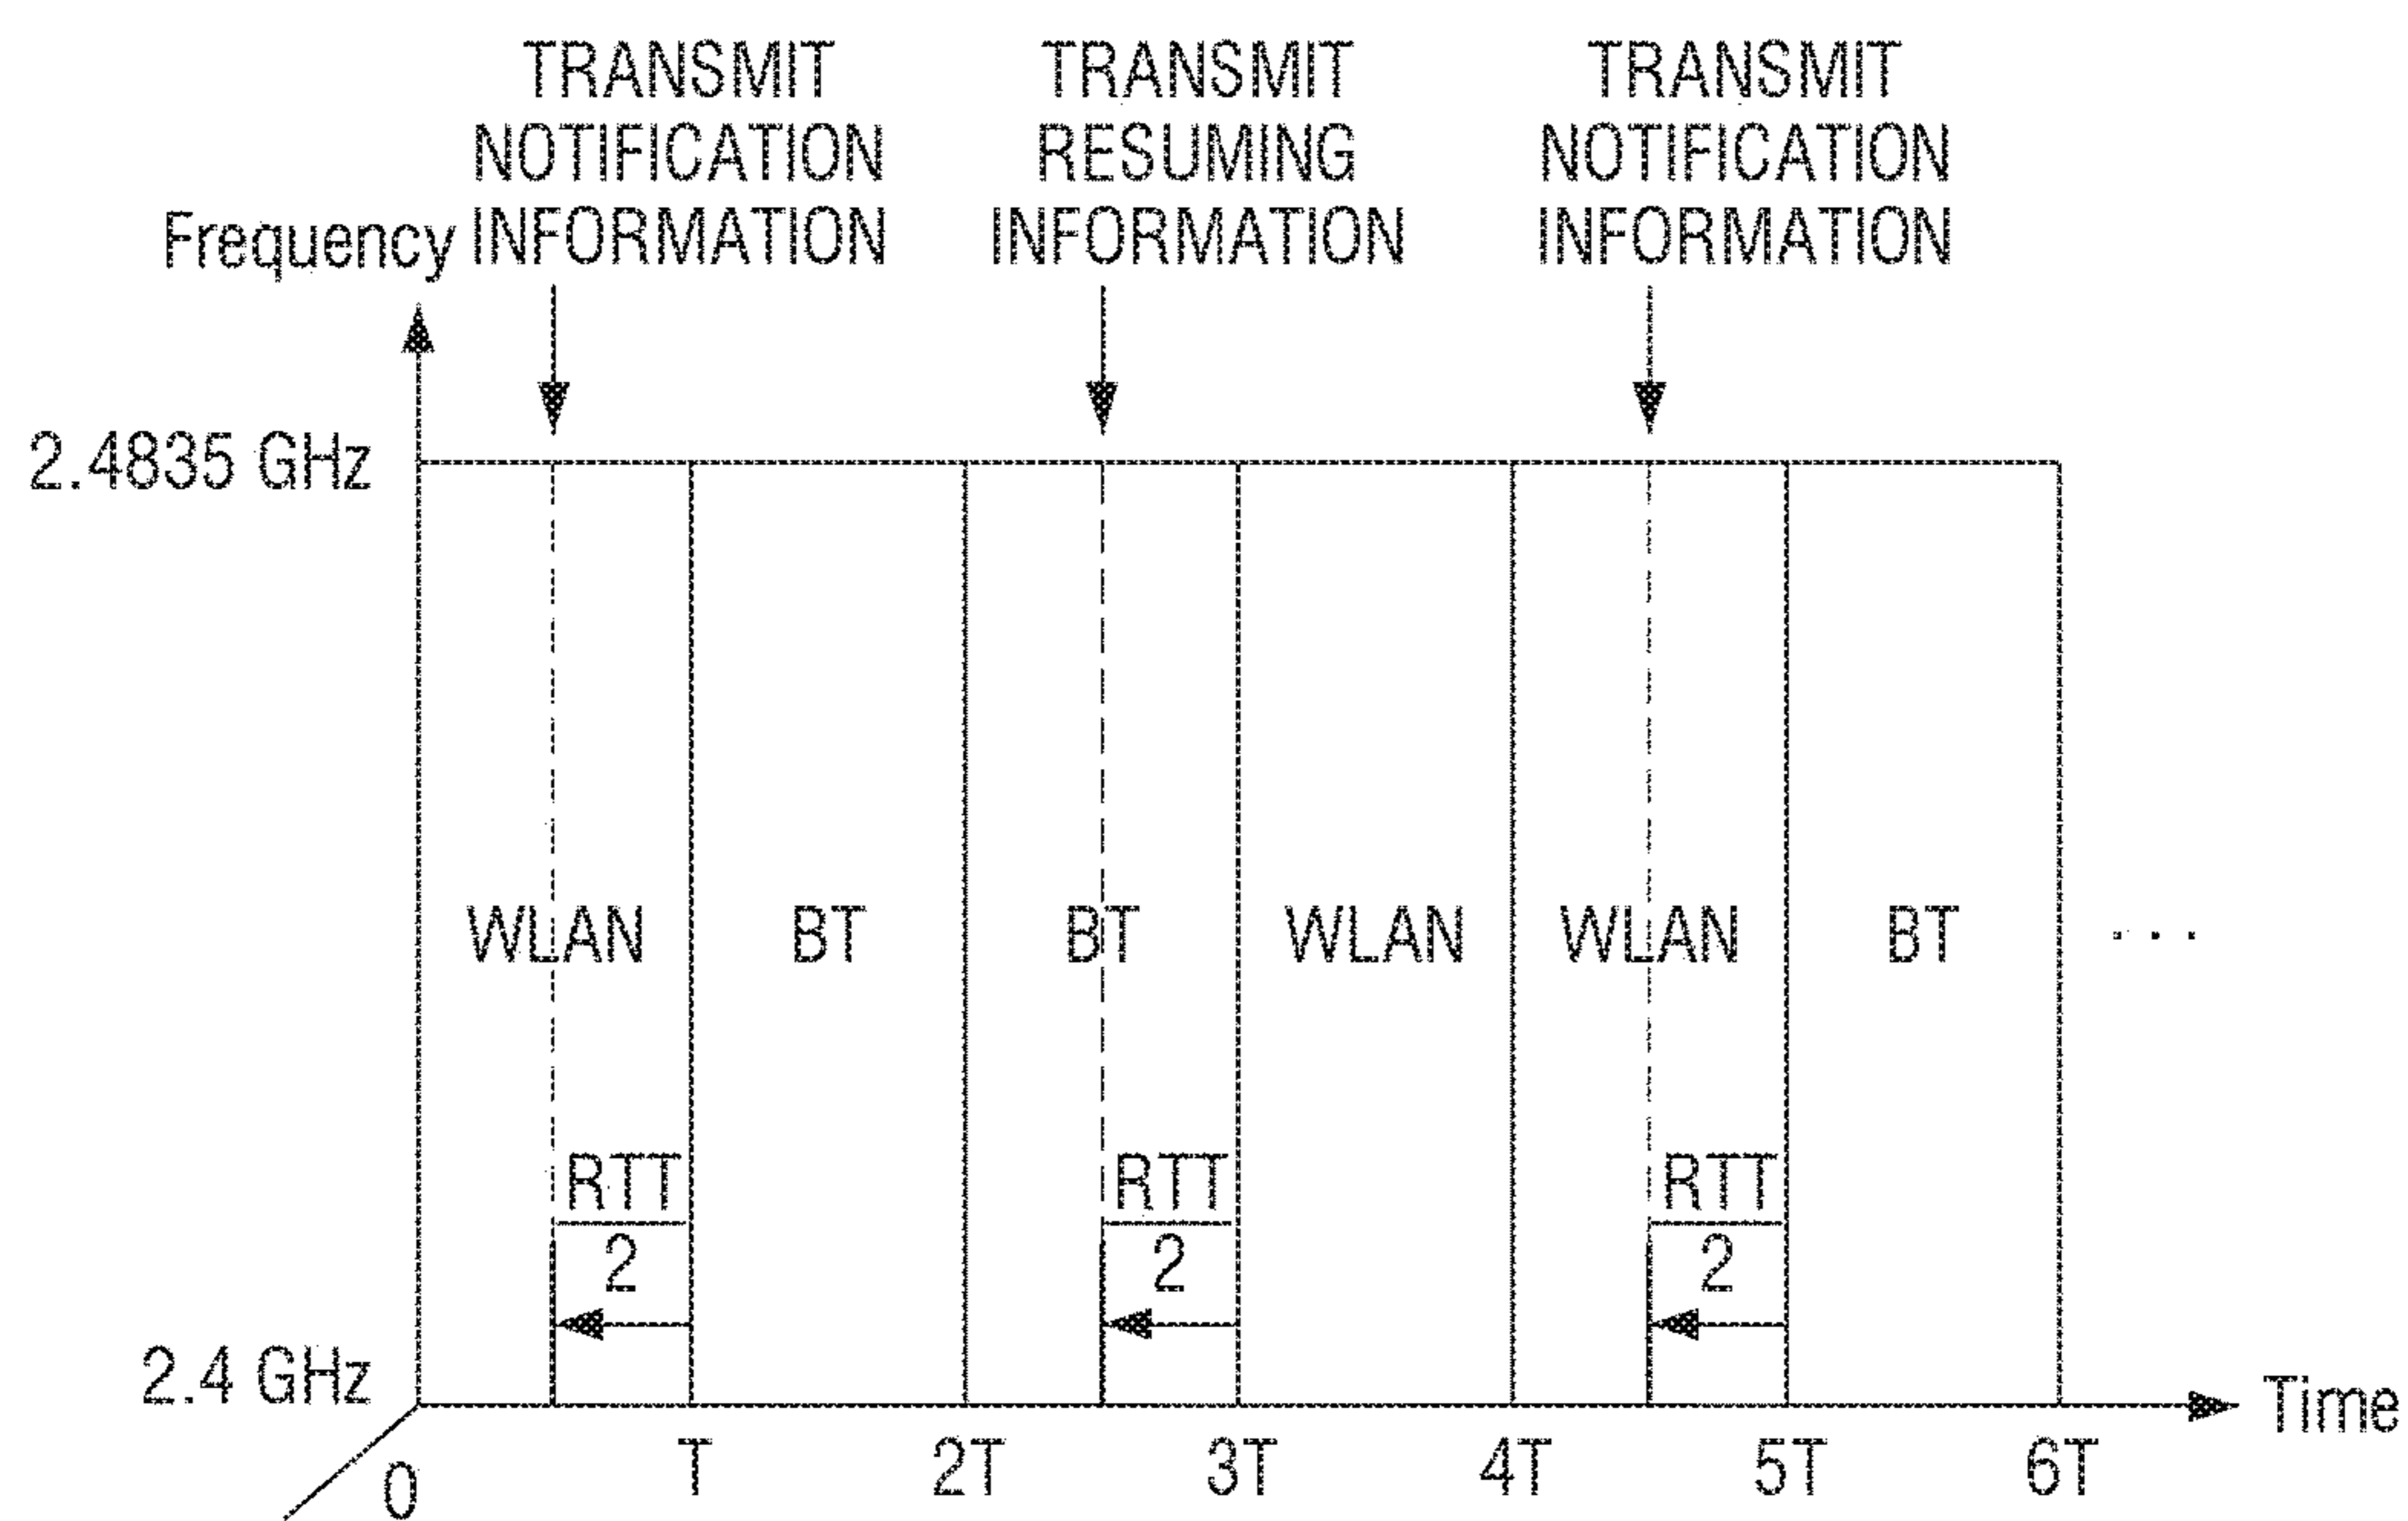 TRANSMIT TRANSMIT TRANSMIT
NOTIFICATION RESUMING NOTIFICATION
Frequency INFORMATION INFORMATION INFORMATION
2.4835 GHz
WLAN BT BT WLAN WLAN BT ...
RTT RTT RTT
2 2 2
2.4 GHz
Time
0 T 2T 3T 4T 5T 6T